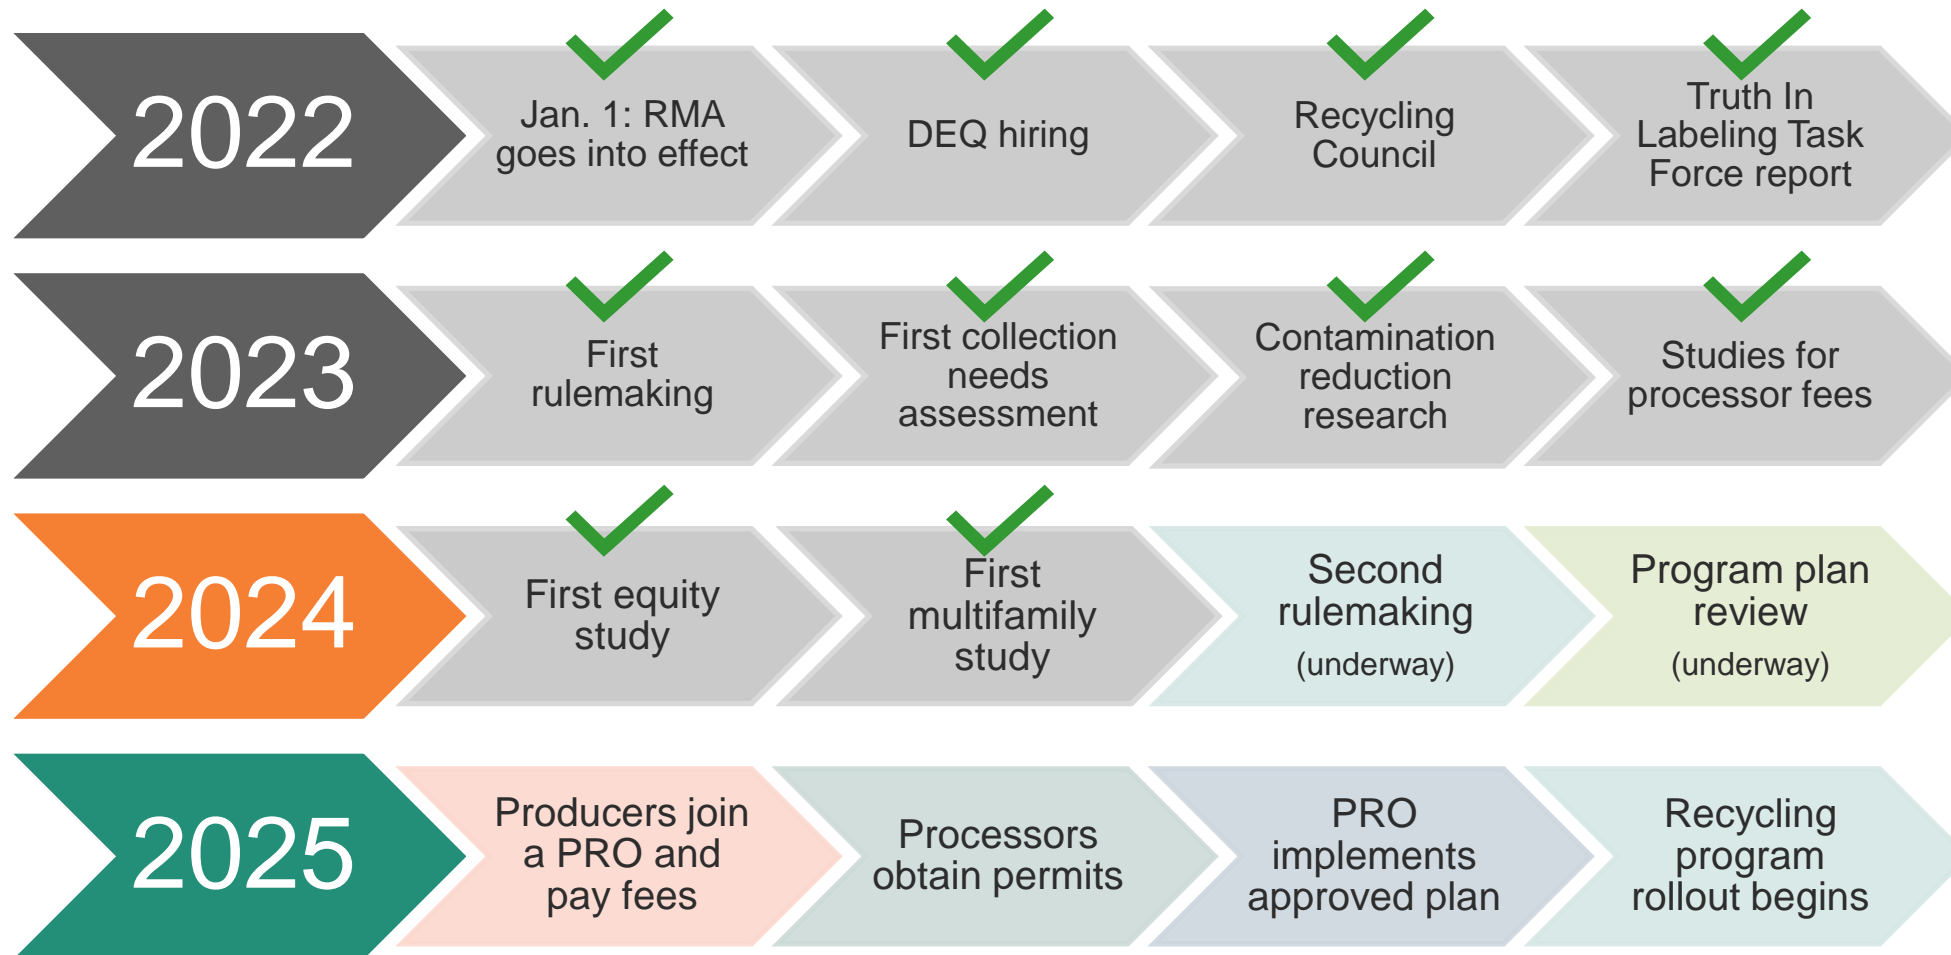 2022
Jan. 1: RMA
goes into effect
DEQ hiring
Recycling
Council
Truth In
Labeling Task
Force report
2023
First
rulemaking
First collection
needs
assessment
Contamination
reduction
research
Studies for
processor fees
2024
First equity
study
First
multifamily
study
Second
rulemaking
(underway)
Program plan
review
(underway)
2025
Producers join
a PRO and
pay fees
Processors
obtain permits
PRO
implements
approved plan
Recycling
program
rollout begins